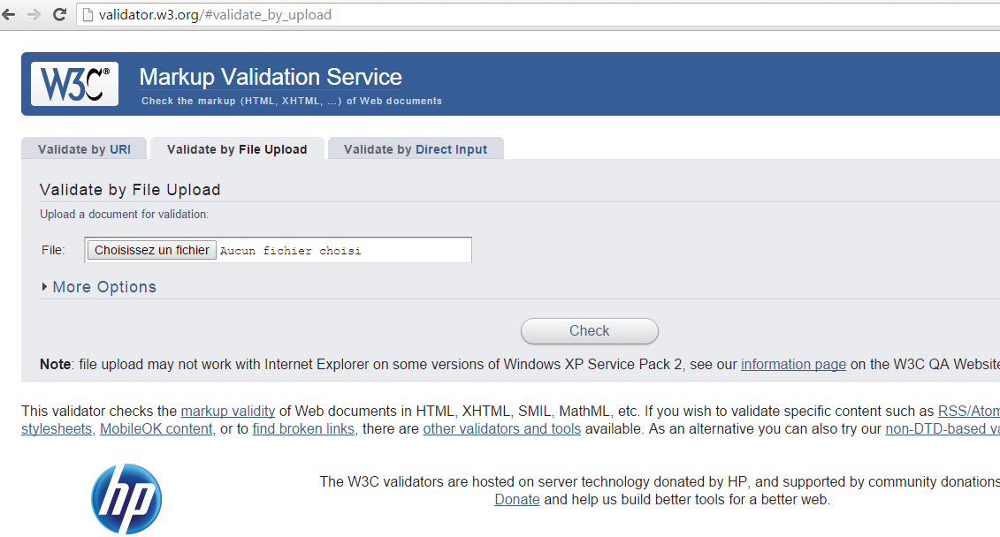 validator.w3.org/#validate_by_upload
W3C®
Markup Validation Service
Check the markup (HTML, XHTML, …) of Web documents
Validate by URI Validate by File Upload Validate by Direct Input
Validate by File Upload
Upload a document for validation:
File: Choisissez un fichier Aucun fichier choisi
More Options
Check
Note: file upload may not work with Internet Explorer on some versions of Windows XP Service Pack 2, see our information page on the W3C QA Website
This validator checks the markup validity of Web documents in HTML, XHTML, SMIL, MathML, etc. If you wish to validate specific content such as RSS/Atom
stylesheets, MobileOK content, or to find broken links, there are other validators and tools available. As an alternative you can also try our non-DTD-based
hp
The W3C validators are hosted on server technology donated by HP, and supported by community donations
Donate and help us build better tools for a better web.